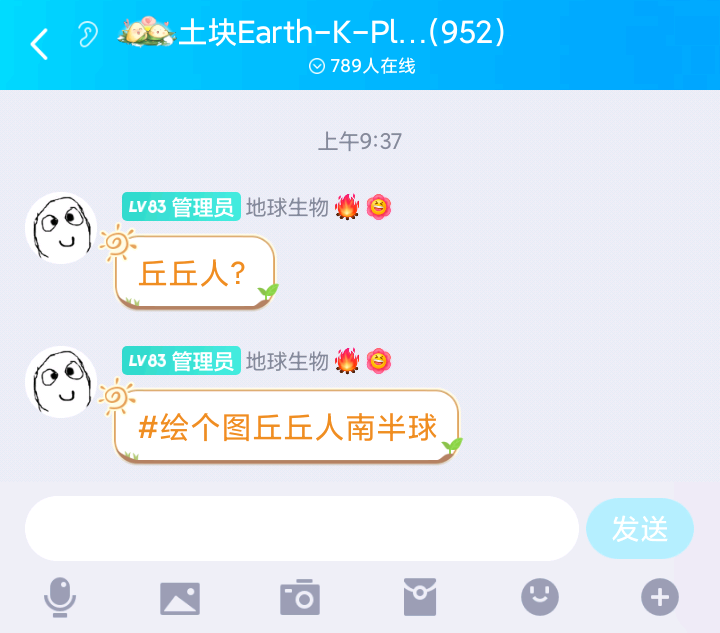 土块Earth-K-Pl...(952)
789人在线
上午9:37
LV83 管理员 地球生物
丘丘人?
LV83 管理员 地球生物
#绘个图丘丘人南半球
发送